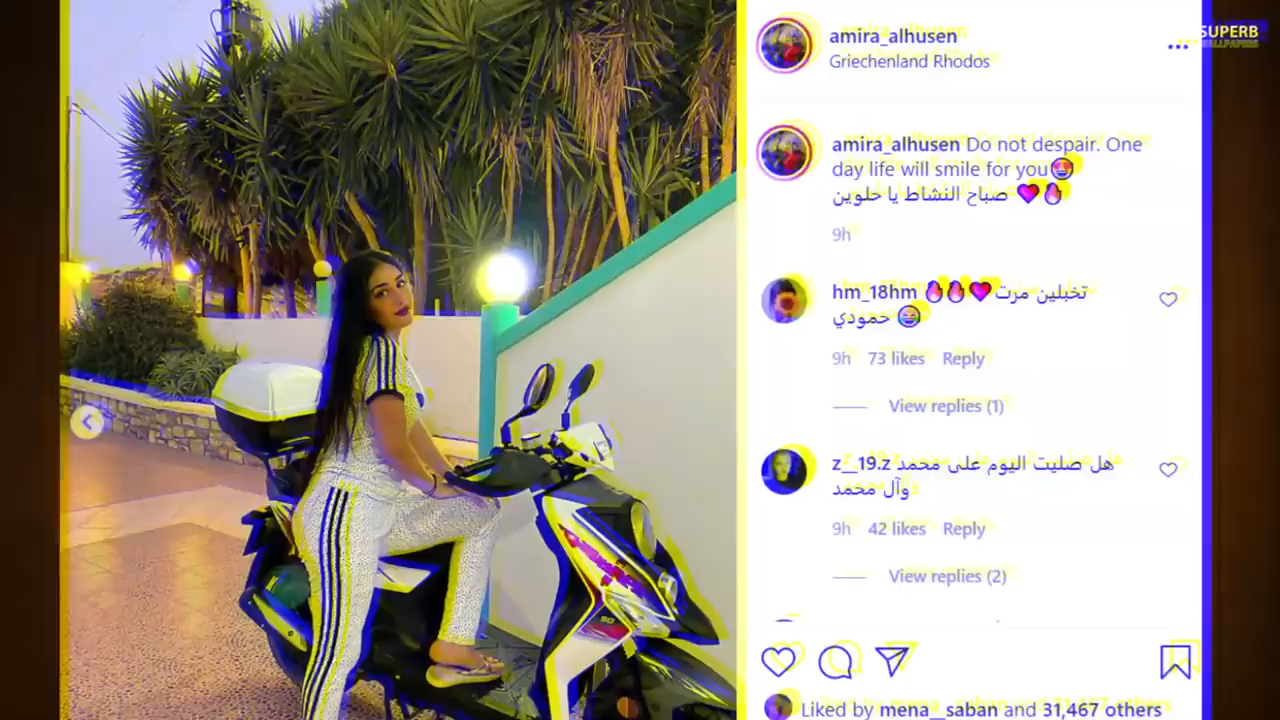 SUPERB
WALLPAPERS
amira_alhusen
Griechenland Rhodos
amira_alhusen Do not despair. One
day life will smile for you😍
صباح النشاط يا حلوين ❤️🔥
9h
hm_18hm 🔥🔥❤️تخبلين مرت
حمودي 😅
9h 73 likes Reply
View replies (1)
z__19.z هل صليت اليوم على محمد
وآل محمد
9h 42 likes Reply
View replies (2)
Liked by mena__saban and 31,467 others